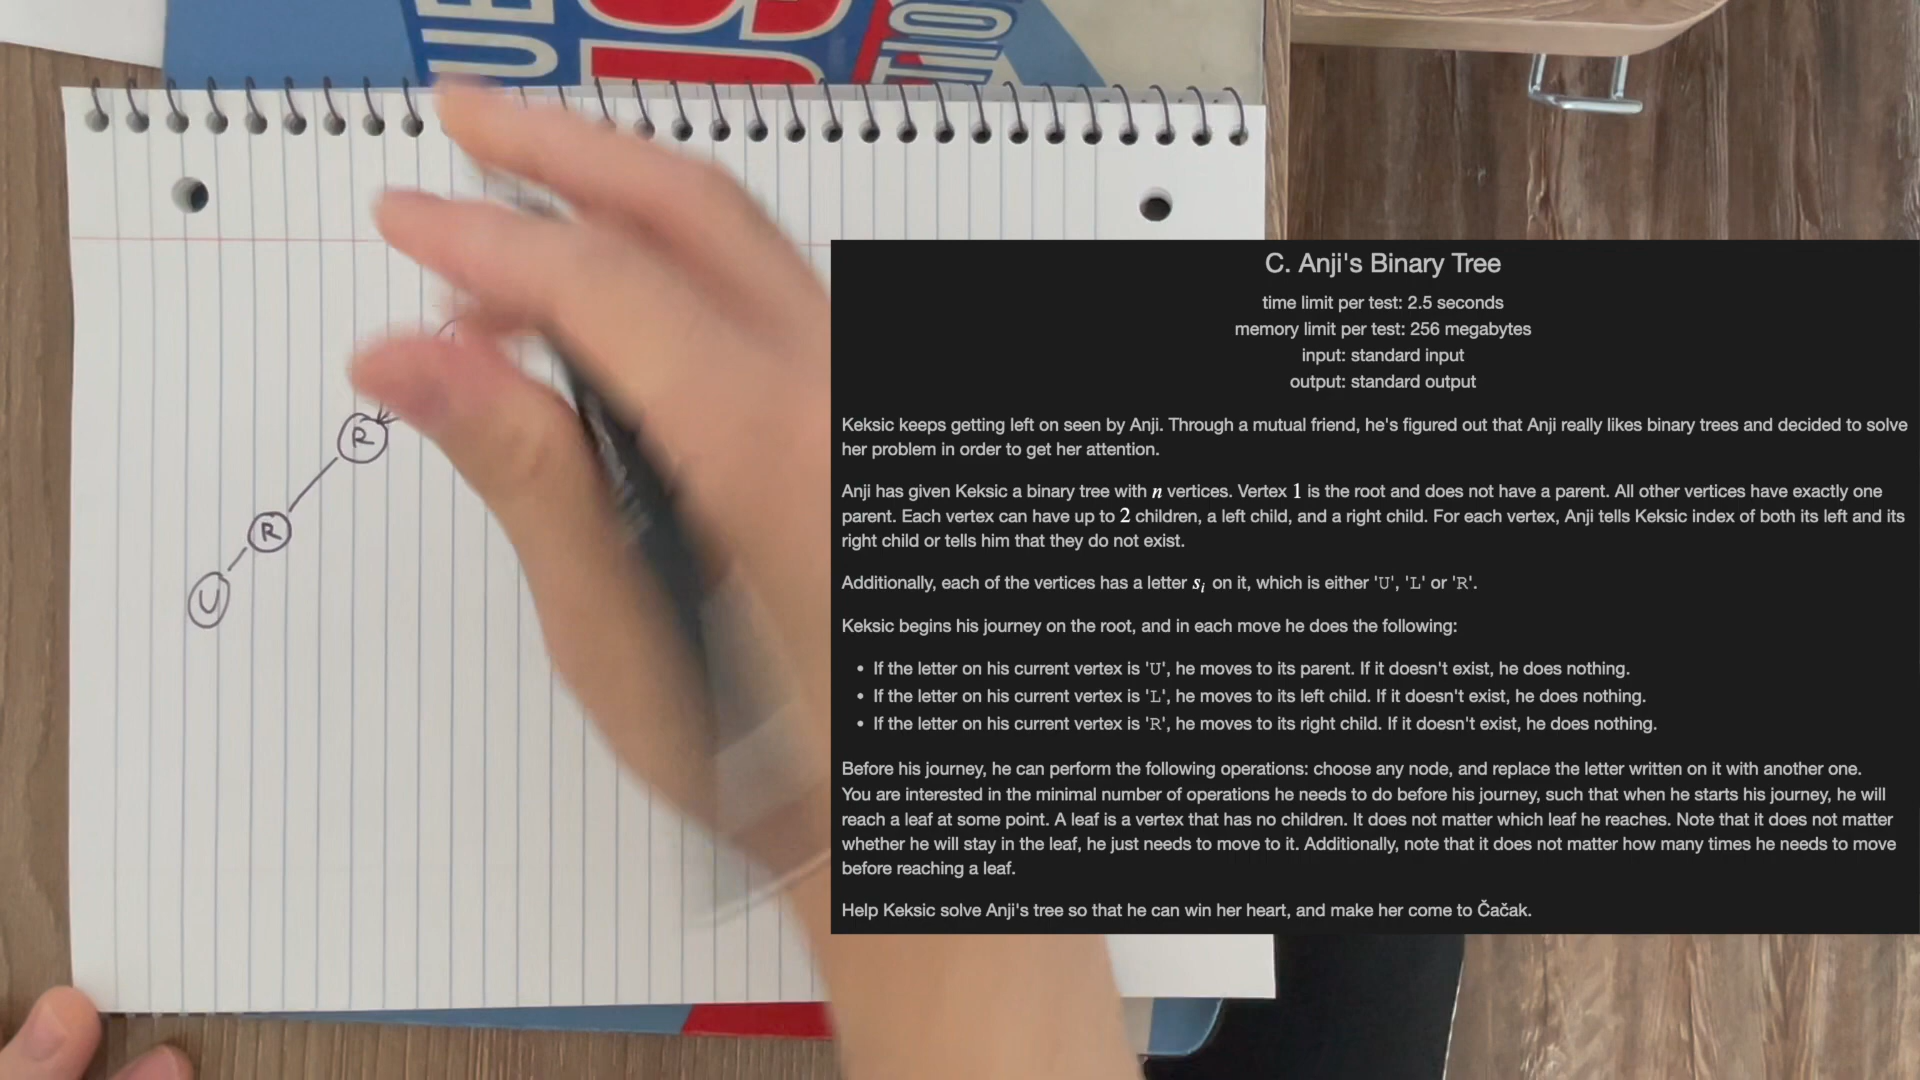 UE
TIO
R
R
U
C. Anji's Binary Tree
time limit per test: 2.5 seconds
memory limit per test: 256 megabytes
input: standard input
output: standard output
Keksic keeps getting left on seen by Anji. Through a mutual friend, he's figured out that Anji really likes binary trees and decided to solve
her problem in order to get her attention.
Anji has given Keksic a binary tree with n vertices. Vertex 1 is the root and does not have a parent. All other vertices have exactly one
parent. Each vertex can have up to 2 children, a left child, and a right child. For each vertex, Anji tells Keksic index of both its left and its
right child or tells him that they do not exist.
Additionally, each of the vertices has a letter sᵢ on it, which is either 'U', 'L' or 'R'.
Keksic begins his journey on the root, and in each move he does the following:
• If the letter on his current vertex is 'U', he moves to its parent. If it doesn't exist, he does nothing.
• If the letter on his current vertex is 'L', he moves to its left child. If it doesn't exist, he does nothing.
• If the letter on his current vertex is 'R', he moves to its right child. If it doesn't exist, he does nothing.
Before his journey, he can perform the following operations: choose any node, and replace the letter written on it with another one.
You are interested in the minimal number of operations he needs to do before his journey, such that when he starts his journey, he will
reach a leaf at some point. A leaf is a vertex that has no children. It does not matter which leaf he reaches. Note that it does not matter
whether he will stay in the leaf, he just needs to move to it. Additionally, note that it does not matter how many times he needs to move
before reaching a leaf.
Help Keksic solve Anji's tree so that he can win her heart, and make her come to Čačak.